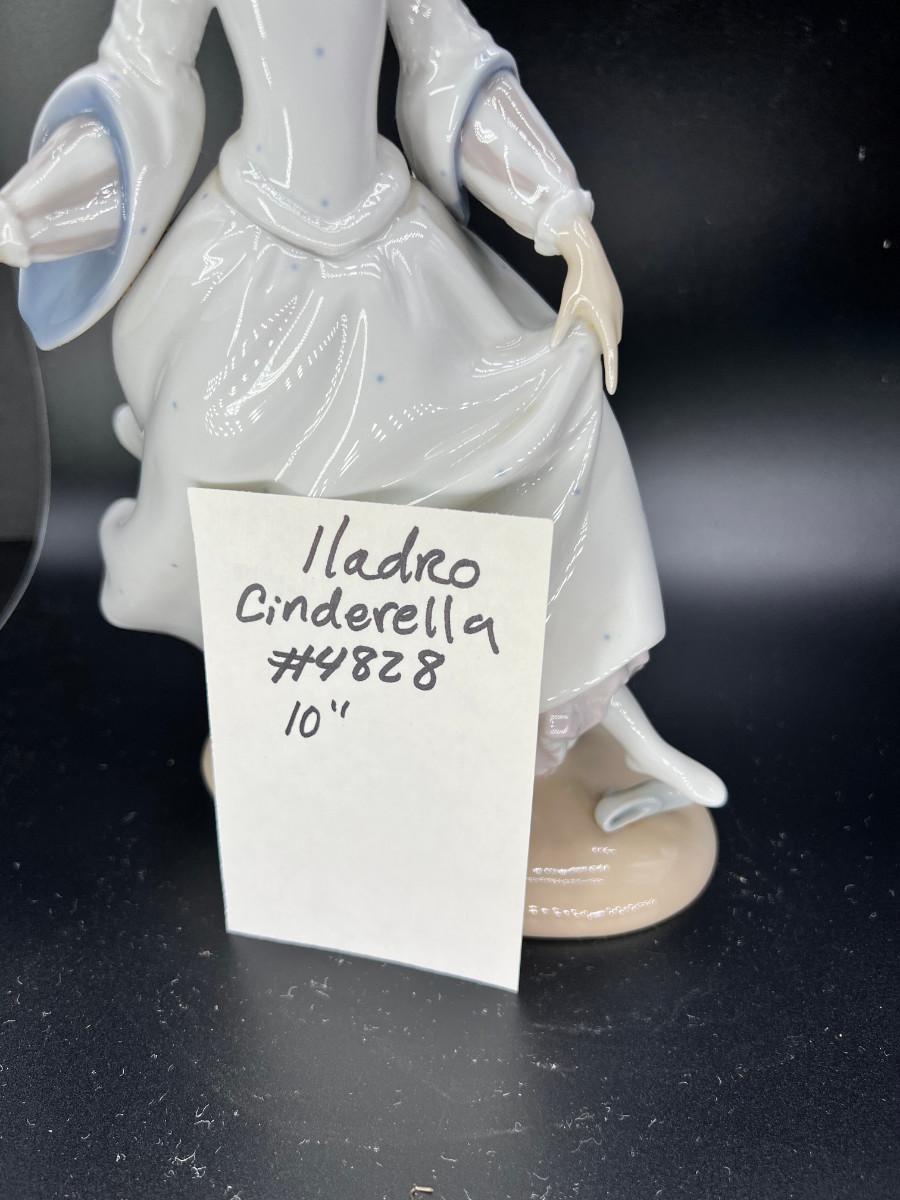 lladRo
Cinderella
#4828
10"